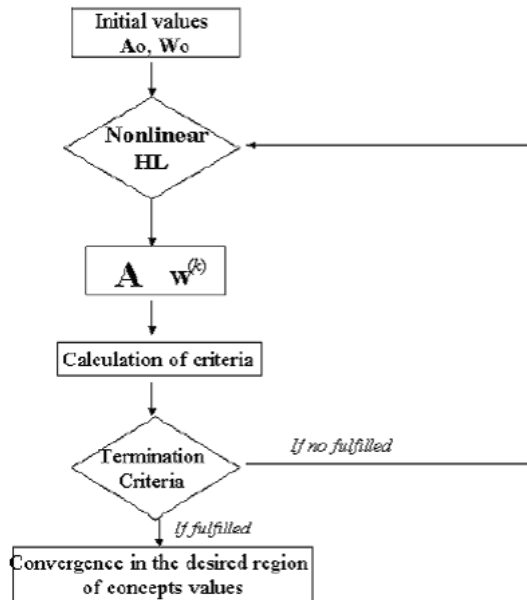 Initial values
Ao, Wo
Nonlinear
HL
A w(k)
Calculation of criteria
Termination
Criteria
If no fulfilled
If fulfilled
Convergence in the desired region
of concepts values